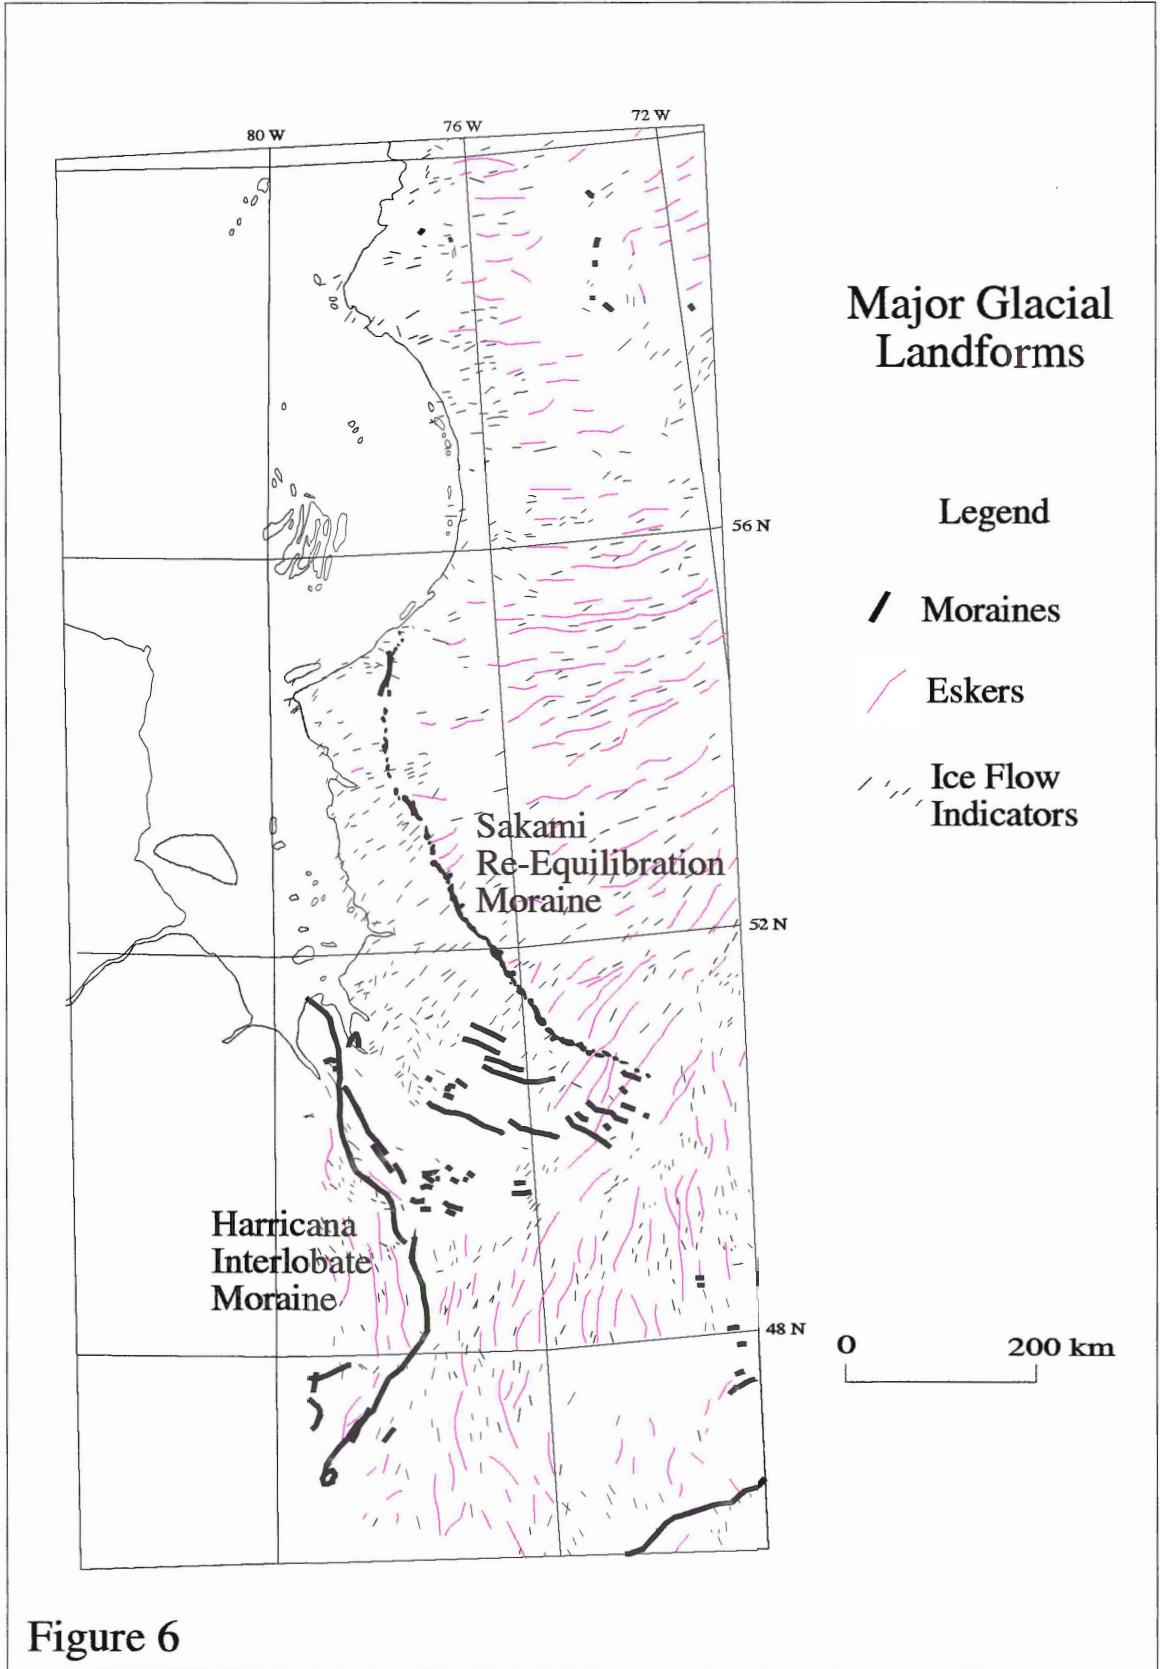 80 W
76 W
72 W
Major Glacial
Landforms
Legend
56 N
Moraines
Eskers
Ice Flow
Indicators
Sakami
Re-Equilibration
Moraine
52 N
Harricana
Interlobate
Moraine
48 N
0
200 km
Figure 6